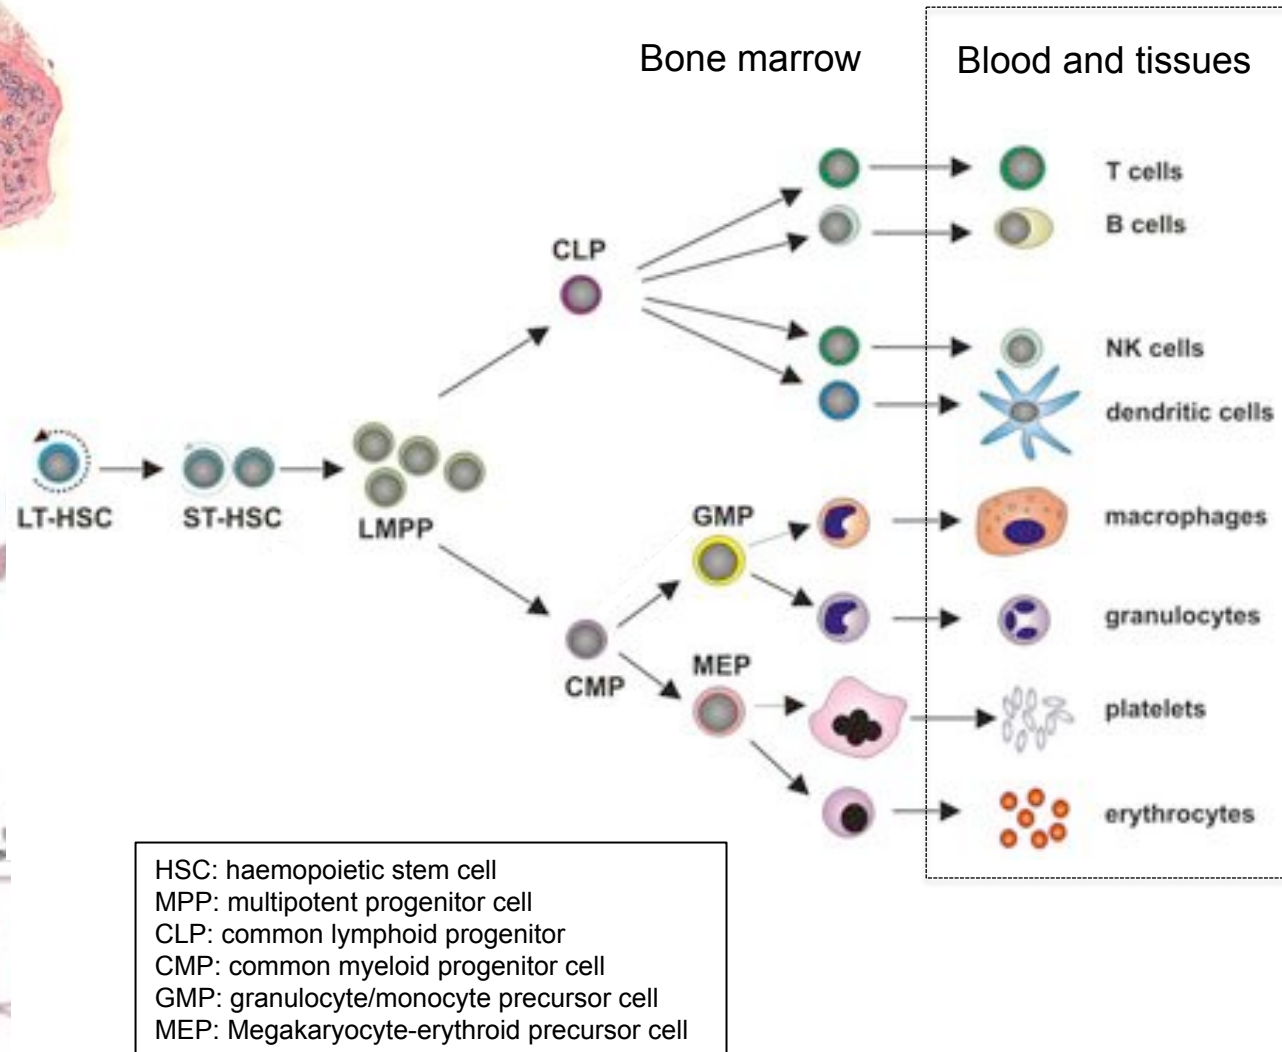 Bone marrow
Blood and tissues
T cells
B cells
CLP
NK cells
dendritic cells
LT-HSC
ST-HSC
LMPP
GMP
macrophages
granulocytes
CMP
MEP
platelets
erythrocytes
HSC: haemopoietic stem cell
MPP: multipotent progenitor cell
CLP: common lymphoid progenitor
CMP: common myeloid progenitor cell
GMP: granulocyte/monocyte precursor cell
MEP: Megakaryocyte-erythroid precursor cell